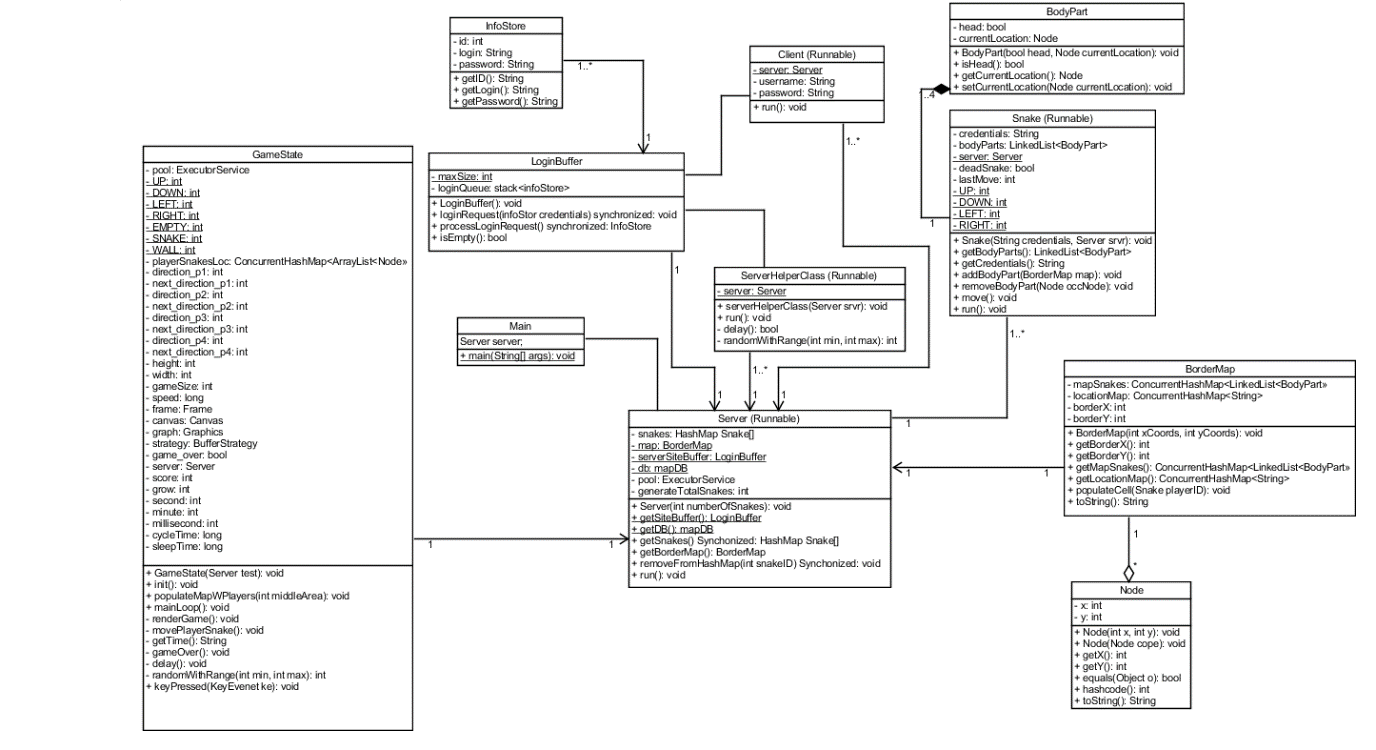 InfoStore
- id: int
- login: String
- password: String
+ getID(): String
+ getLogin(): String
+ getPassword(): String
1..*
1
Client (Runnable)
- server: Server
- username: String
- password: String
+ run(): void
1..*
BodyPart
- head: bool
- currentLocation: Node
+ BodyPart(bool head, Node currentLocation): void
+ isHead(): bool
+ getCurrentLocation(): Node
+ setCurrentLocation(Node currentLocation): void
1..4
1
Snake (Runnable)
- credentials: String
- bodyParts: LinkedList<BodyPart>
- server: Server
- deadSnake: bool
- lastMove: int
- UP: int
- DOWN: int
- LEFT: int
- RIGHT: int
+ Snake(String credentials, Server srvr): void
+ getBodyParts(): LinkedList<BodyPart>
+ getCredentials(): String
+ addBodyPart(BorderMap map): void
+ removeBodyPart(Node occNode): void
+ move(): void
+ run(): void
1..*
GameState
- pool: ExecutorService
- UP: int
- DOWN: int
- LEFT: int
- RIGHT: int
- EMPTY: int
- SNAKE: int
- WALL: int
- playerSnakesLoc: ConcurrentHashMap<ArrayList<Node»
- direction_p1: int
- next_direction_p1: int
- direction_p2: int
- next_direction_p2: int
- direction_p3: int
- next_direction_p3: int
- direction_p4: int
- next_direction_p4: int
- height: int
- width: int
- gameSize: int
- speed: long
- frame: Frame
- canvas: Canvas
- graph: Graphics
- strategy: BufferStrategy
- game_over: bool
- server: Server
- score: int
- grow: int
- second: int
- minute: int
- millisecond: int
- cycleTime: long
- sleepTime: long
+ GameState(Server test): void
+ init(): void
+ populateMapWPlayers(int middleArea): void
+ mainLoop(): void
- renderGame(): void
- movePlayerSnake(): void
- getTime(): String
- gameOver(): void
- delay(): void
- randomWithRange(int min, int max): int
+ keyPressed(KeyEvenet ke): void
1
1
LoginBuffer
- maxSize: int
- loginQueue: stack<infoStore>
+ LoginBuffer(): void
+ loginRequest(infoStor credentials) synchronized: void
+ processLoginRequest() synchronized: InfoStore
+ isEmpty(): bool
1
ServerHelperClass (Runnable)
- server: Server
+ serverHelperClass(Server srvr): void
+ run(): void
- delay(): bool
- randomWithRange(int min, int max): int
1..*
Main
Server server;
+ main(String[] args): void
1
1
1
Server (Runnable)
- snakes: HashMap Snake[]
- map: BorderMap
- serverSiteBuffer: LoginBuffer
- db: mapDB
- pool: ExecutorService
- generateTotalSnakes: int
+ Server(int numberOfSnakes): void
+ getSiteBuffer(): LoginBuffer
+ getDB(): mapDB
+ getSnakes() Synchonized: HashMap Snake[]
+ getBorderMap(): BorderMap
+ removeFromHashMap(int snakeID) Synchonized: void
+ run(): void
1
1
1
BorderMap
- mapSnakes: ConcurrentHashMap<LinkedList<BodyPart»
- locationMap: ConcurrentHashMap<String>
- borderX: int
- borderY: int
+ BorderMap(int xCoords, int yCoords): void
+ getBorderX(): int
+ getBorderY(): int
+ getMapSnakes(): ConcurrentHashMap<LinkedList<BodyPart»
+ getLocationMap(): ConcurrentHashMap<String>
+ populateCell(Snake playerID): void
+ toString(): String
1
*
Node
- x: int
- y: int
+ Node(int x, int y): void
+ Node(Node cope): void
+ getX(): int
+ getY(): int
+ equals(Object o): bool
+ hashcode(): int
+ toString(): String